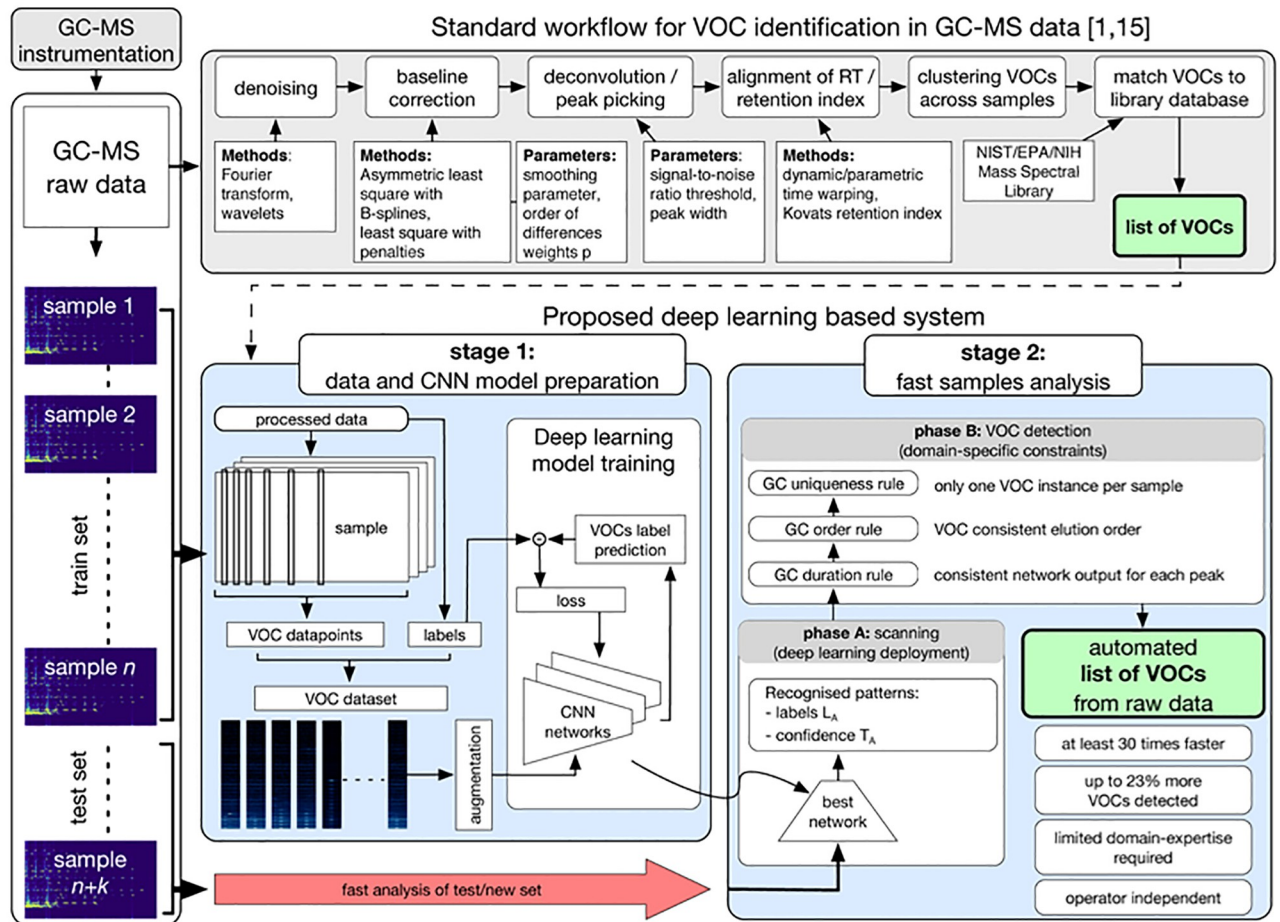 GC-MS
instrumentation
GC-MS
raw data
sample 1
sample 2
train set
sample n
test set
sample
n+k
Standard workflow for VOC identification in GC-MS data [1,15]
denoising
baseline
correction
deconvolution /
peak picking
alignment of RT /
retention index
clustering VOCs
across samples
match VOCs to
library database
Methods:
Fourier
transform,
wavelets
Methods:
Asymmetric least
square with
B-splines,
least square with
penalties
Parameters:
smoothing
parameter,
order of
differences
weights p
Parameters:
signal-to-noise
ratio threshold,
peak width
Methods:
dynamic/parametric
time warping,
Kovats retention index
NIST/EPA/NIH
Mass Spectral
Library
list of VOCs
Proposed deep learning based system
stage 1:
data and CNN model preparation
processed data
sample
VOC datapoints
labels
VOC dataset
augmentation
Deep learning
model training
VOCs label
prediction
loss
CNN
networks
stage 2:
fast samples analysis
phase B: VOC detection
(domain-specific constraints)
GC uniqueness rule
only one VOC instance per sample
GC order rule
VOC consistent elution order
GC duration rule
consistent network output for each peak
phase A: scanning
(deep learning deployment)
Recognised patterns:
- labels LA
- confidence TA
best
network
automated
list of VOCs
from raw data
at least 30 times faster
up to 23% more
VOCs detected
limited domain-expertise
required
operator independent
fast analysis of test/new set